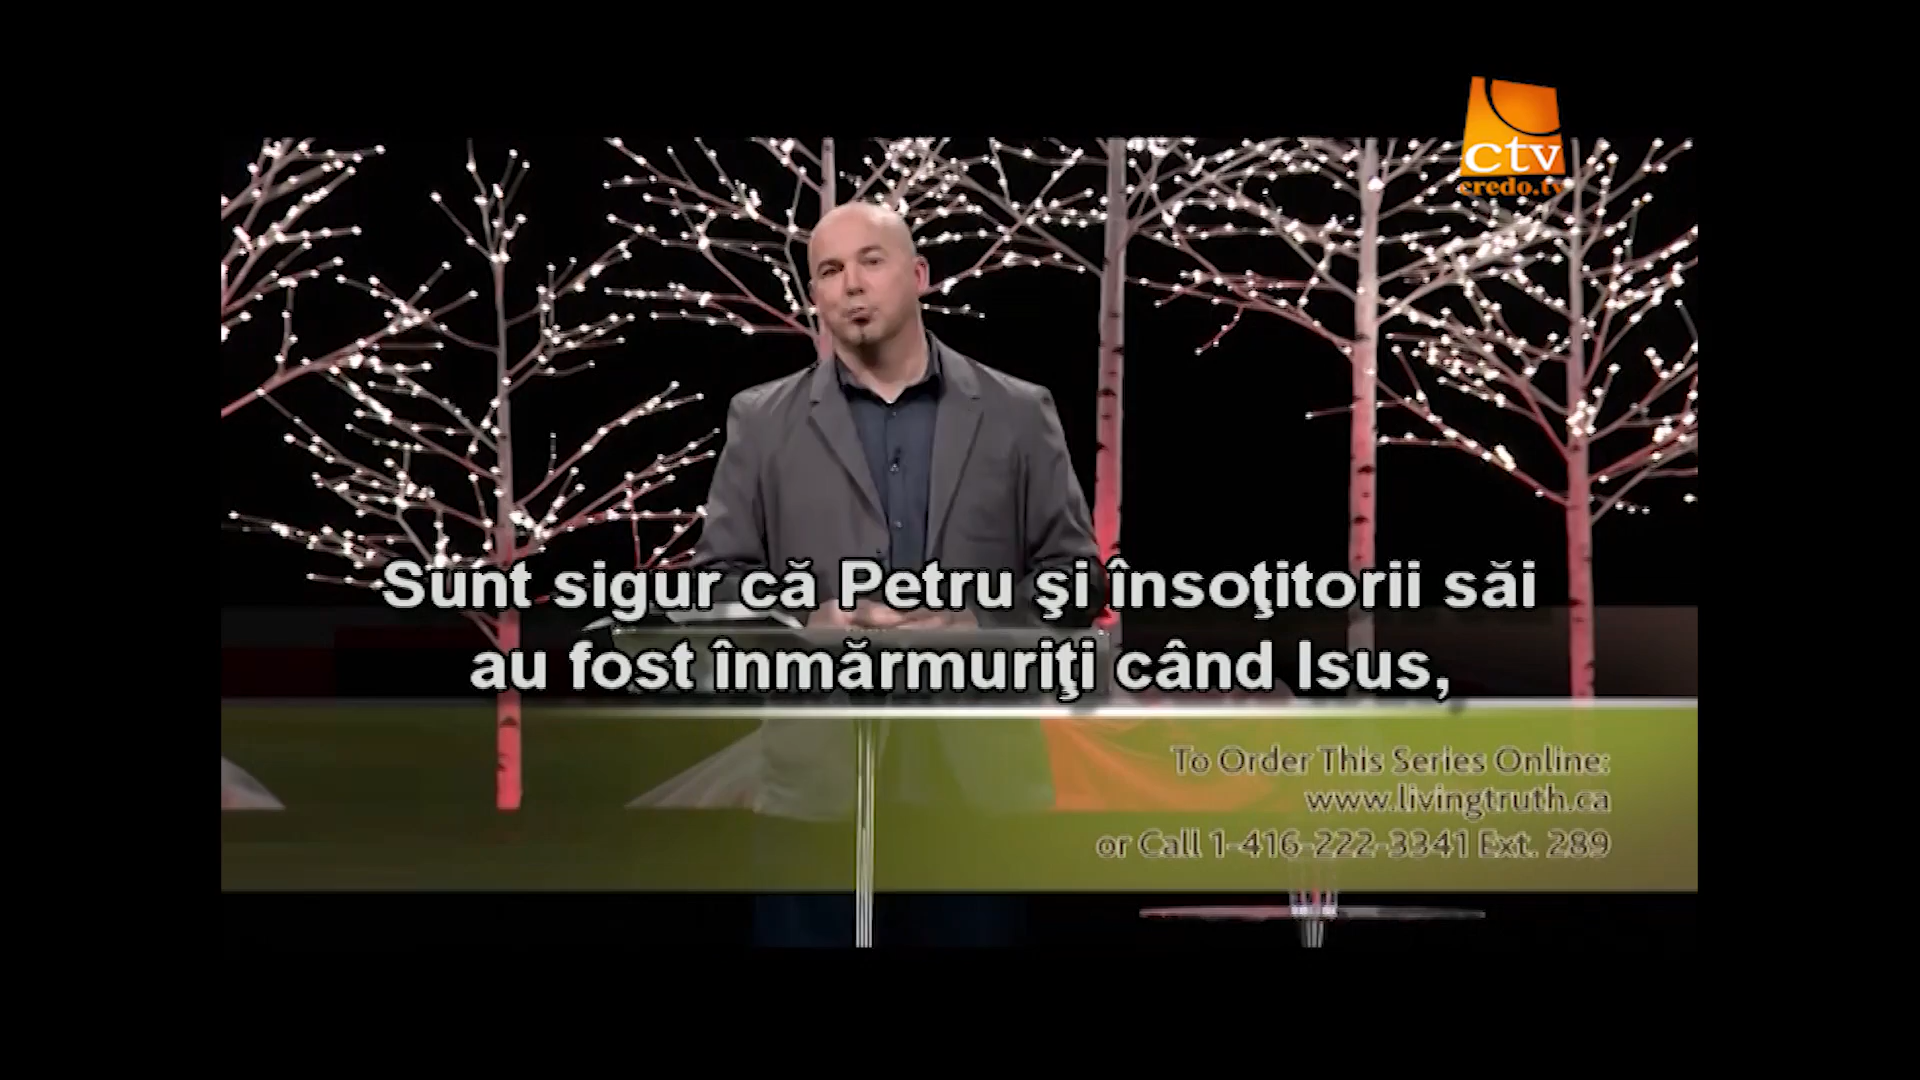 ctv
credo.tv
Sunt sigur că Petru şi însoţitorii săi
au fost înmărmuriţi când Isus,
To Order This Series Online:
www.livingtruth.ca
or Call 1-416-222-3341 Ext. 289